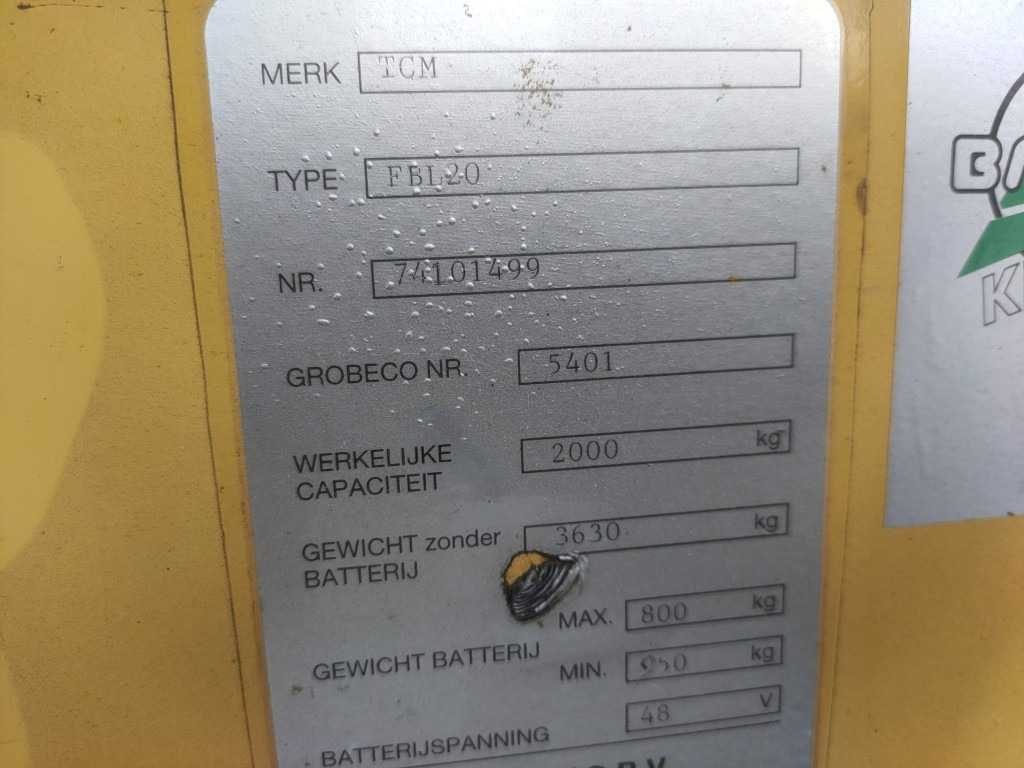 MERK TCM
TYPE FBL20
NR. 74101499
GROBECO NR. 5401
WERKELIJKE
CAPACITEIT 2000 kg
GEWICHT zonder 3630 kg
BATTERIJ
MAX. 800 kg
GEWICHT BATTERIJ
MIN. 950 kg
48 V
BATTERIJSPANNING
B.V.